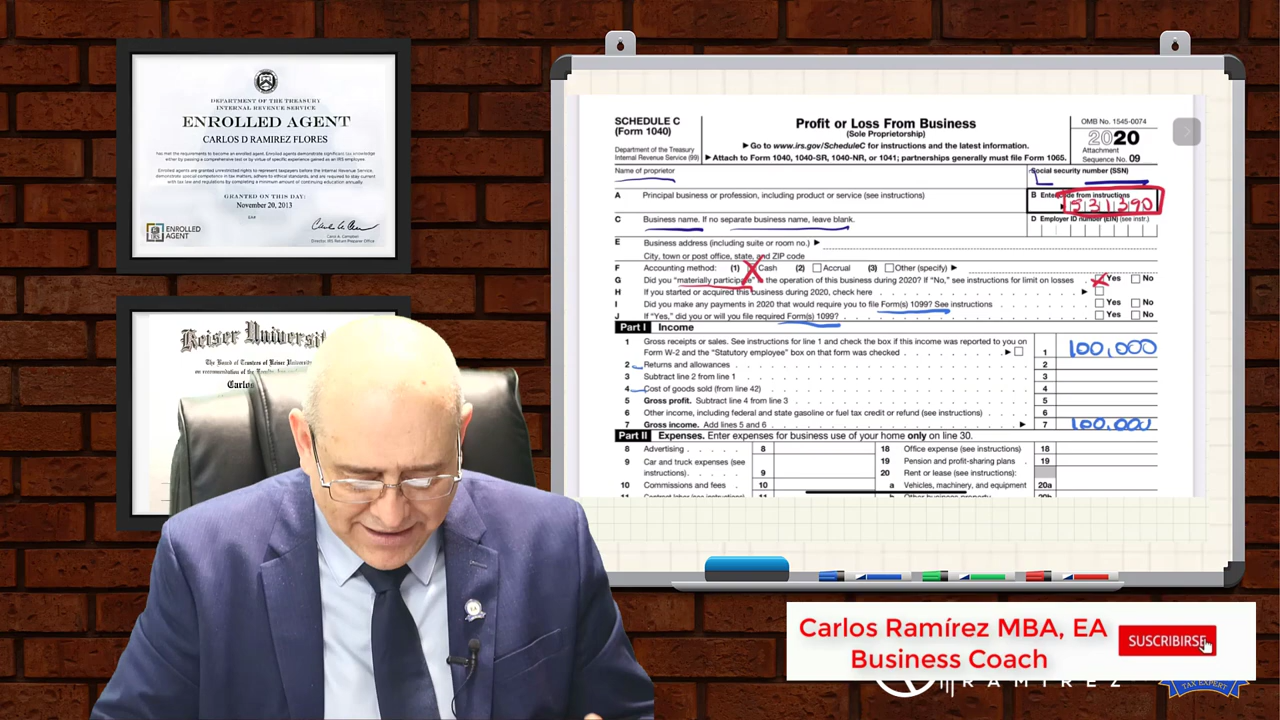 DEPARTMENT OF THE TREASURY
INTERNAL REVENUE SERVICE
ENROLLED AGENT
CARLOS D RAMIREZ FLORES
GRANTED ON THIS DAY:
November 20, 2013
ENROLLED
AGENT
Keiser University
The Board of Trustees of Keiser University
Carlos
SCHEDULE C
(Form 1040)
Department of the Treasury
Internal Revenue Service (99)
Profit or Loss From Business
(Sole Proprietorship)
▶ Go to www.irs.gov/ScheduleC for instructions and the latest information.
▶ Attach to Form 1040, 1040-SR, 1040-NR, or 1041; partnerships generally must file Form 1065.
OMB No. 1545-0074
2020
Attachment
Sequence No. 09
Name of proprietor
Social security number (SSN)
A Principal business or profession, including product or service (see instructions)
B Enter code from instructions
531390
C Business name. If no separate business name, leave blank.
D Employer ID number (EIN) (see instr.)
E Business address (including suite or room no.) ▶
City, town or post office, state, and ZIP code
F Accounting method: (1) Cash (2) Accrual (3) Other (specify) ▶
G Did you "materially participate" in the operation of this business during 2020? If "No," see instructions for limit on losses . Yes No
H If you started or acquired this business during 2020, check here . . . . . . . . . . ▶
I Did you make any payments in 2020 that would require you to file Form(s) 1099? See instructions . . . . . . . . Yes No
J If "Yes," did you or will you file required Form(s) 1099? . . . . . . . . . . Yes No
Part I Income
1 Gross receipts or sales. See instructions for line 1 and check the box if this income was reported to you on
Form W-2 and the "Statutory employee" box on that form was checked . . . . . . . . . ▶ 1 100,000
2 Returns and allowances . . . . . . . . . . 2
3 Subtract line 2 from line 1 . . . . . . . . . . 3
4 Cost of goods sold (from line 42) . . . . . . . . . . 4
5 Gross profit. Subtract line 4 from line 3 . . . . . . . . . . 5
6 Other income, including federal and state gasoline or fuel tax credit or refund (see instructions) . . . . 6
7 Gross income. Add lines 5 and 6 . . . . . . . . . . ▶ 7 100,000
Part II Expenses. Enter expenses for business use of your home only on line 30.
8 Advertising . . . . . 8
18 Office expense (see instructions) . 18
9 Car and truck expenses (see
instructions) . . . . . 9
19 Pension and profit-sharing plans . 19
20 Rent or lease (see instructions):
10 Commissions and fees . 10
a Vehicles, machinery, and equipment 20a
Carlos Ramírez MBA, EA
Business Coach
SUSCRIBIRSE
RAMIREZ
TAX EXPERT